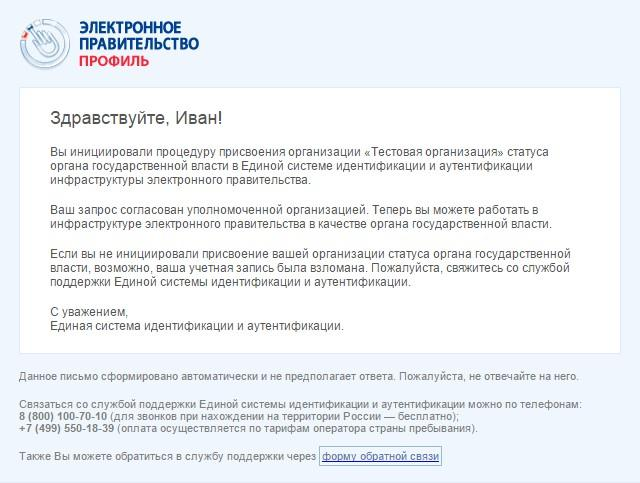 ЭЛЕКТРОННОЕ
ПРАВИТЕЛЬСТВО
ПРОФИЛЬ
Здравствуйте, Иван!
Вы инициировали процедуру присвоения организации «Тестовая организация» статуса
органа государственной власти в Единой системе идентификации и аутентификации
инфраструктуры электронного правительства.
Ваш запрос согласован уполномоченной организацией. Теперь вы можете работать в
инфраструктуре электронного правительства в качестве органа государственной власти.
Если вы не инициировали присвоение вашей организации статуса органа государственной
власти, возможно, ваша учетная запись была взломана. Пожалуйста, свяжитесь со службой
поддержки Единой системы идентификации и аутентификации.
С уважением,
Единая система идентификации и аутентификации.
Данное письмо сформировано автоматически и не предполагает ответа. Пожалуйста, не отвечайте на него.
Связаться со службой поддержки Единой системы идентификации и аутентификации можно по телефонам:
8 (800) 100-70-10 (для звонков при нахождении на территории России — бесплатно);
+7 (499) 550-18-39 (оплата осуществляется по тарифам оператора страны пребывания).
Также Вы можете обратиться в службу поддержки через форму обратной связи